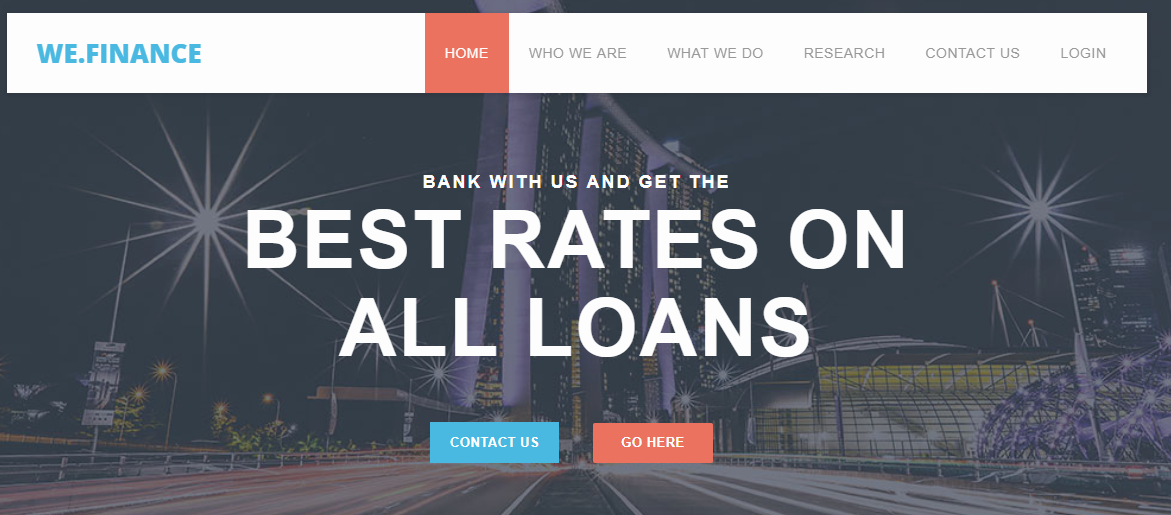 WE.FINANCE
HOME WHO WE ARE WHAT WE DO RESEARCH CONTACT US LOGIN
BANK WITH US AND GET THE
BEST RATES ON
ALL LOANS
CONTACT US GO HERE